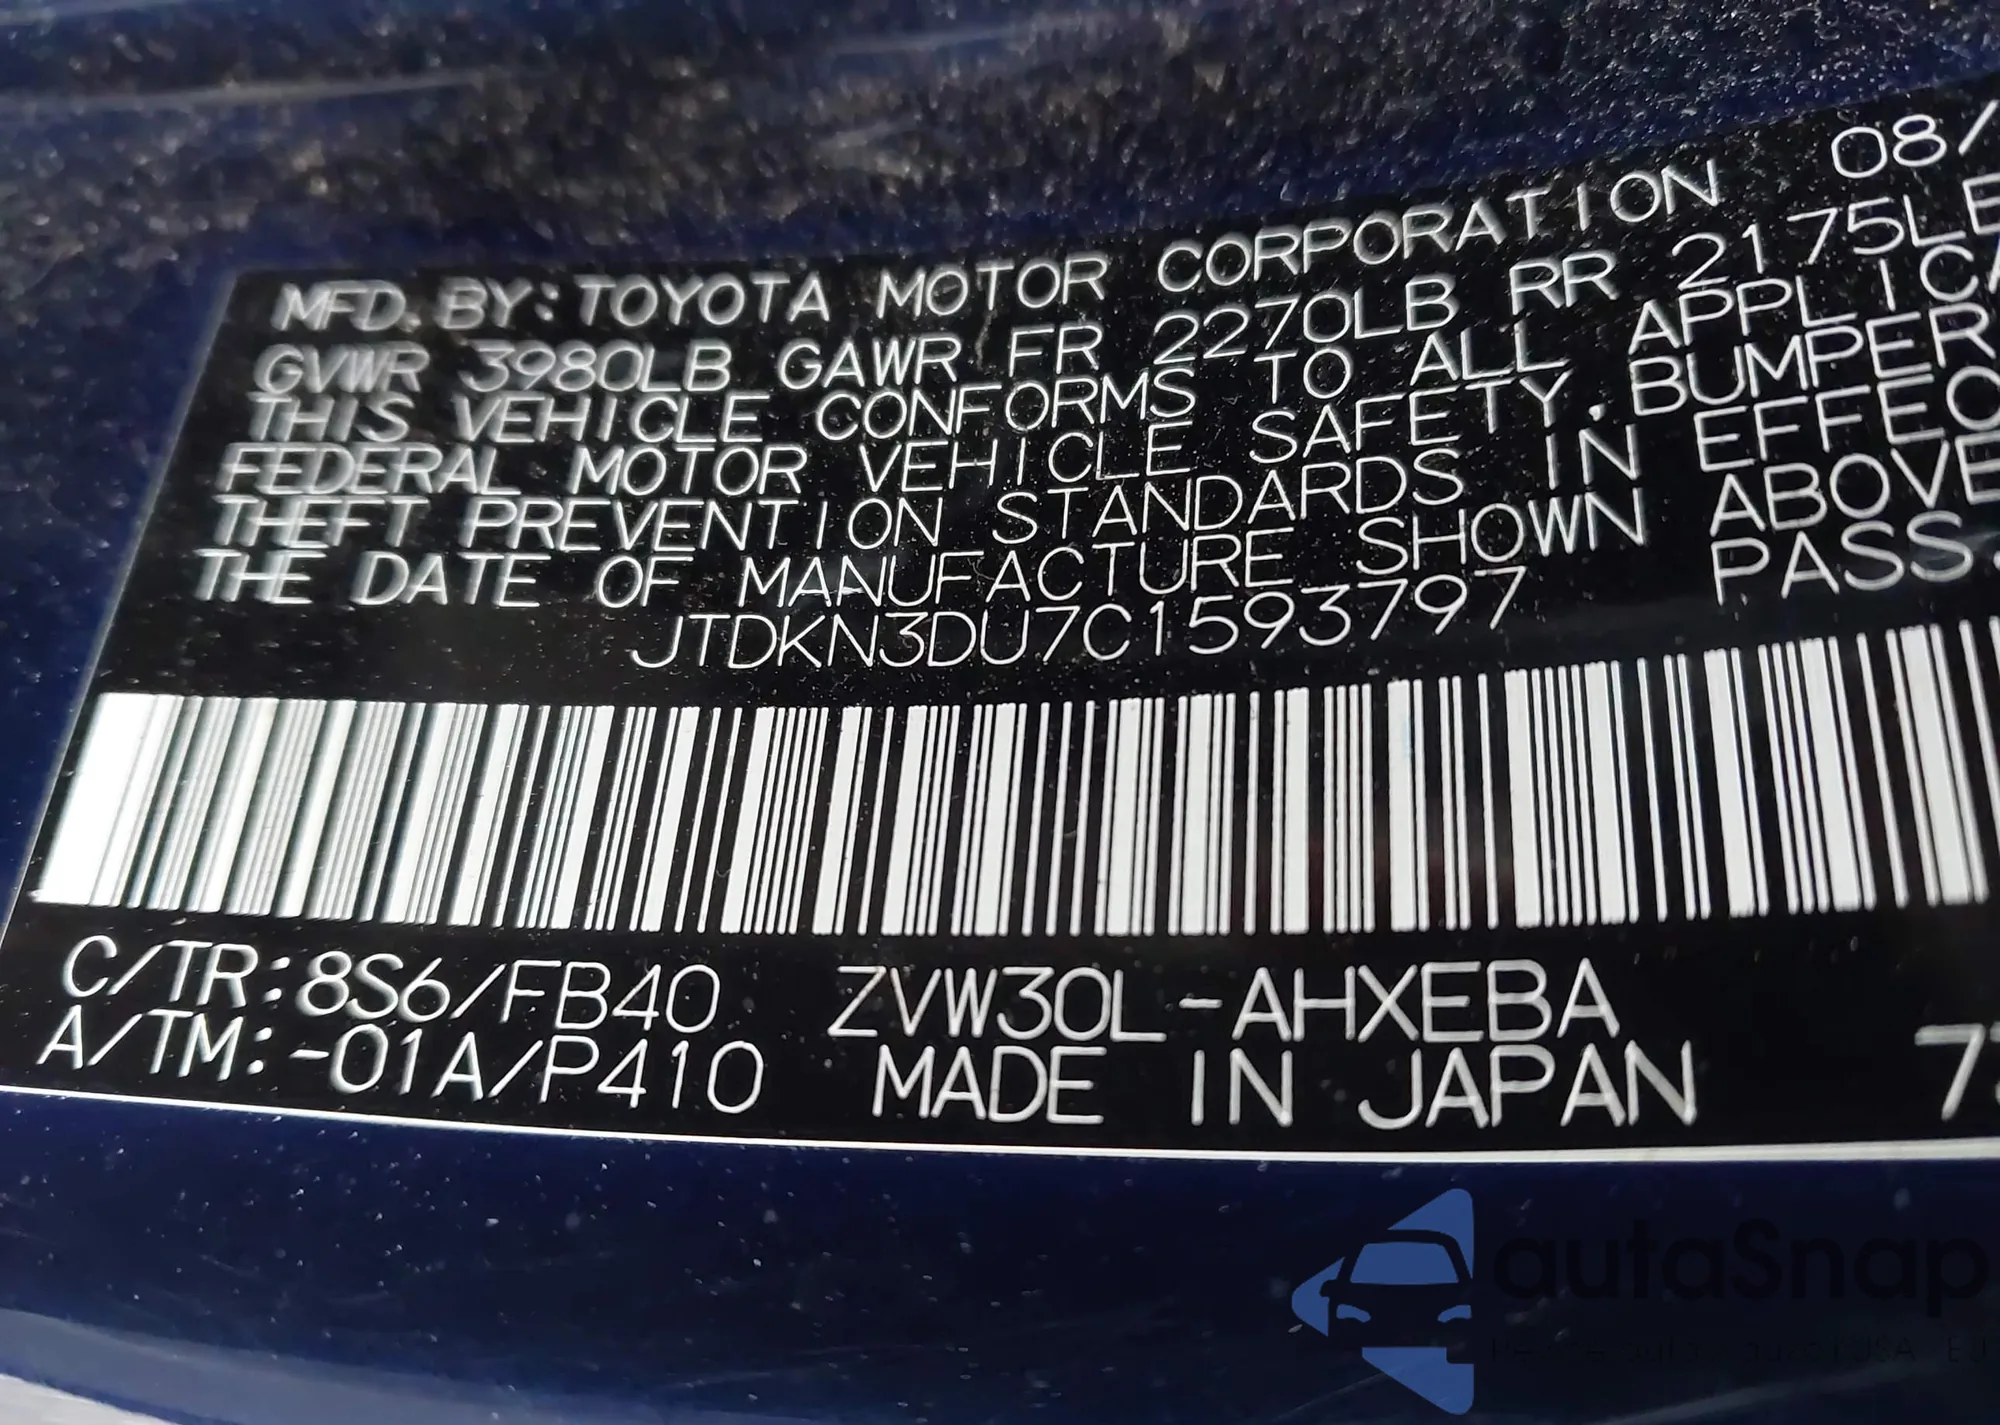 MFD. BY: TOYOTA MOTOR CORPORATION 08/
GVWR 3980LB GAWR FR 2270LB RR 2175LB
THIS VEHICLE CONFORMS TO ALL APPLICA
FEDERAL MOTOR VEHICLE SAFETY, BUMPER
THEFT PREVENTION STANDARDS IN EFFEC
THE DATE OF MANUFACTURE SHOWN ABOVE
JTDKN3DU7C1593797 PASS.
C/TR:8S6/FB40 ZVW30L-AHXEBA
A/TM:-01A/P410 MADE IN JAPAN
autaSnap